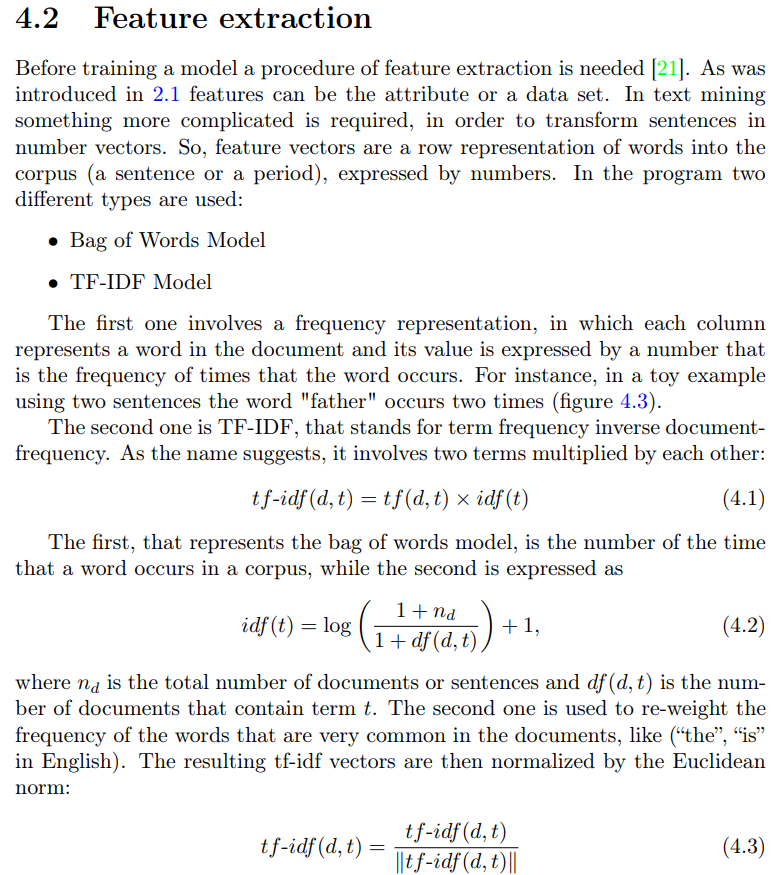 4.2 Feature extraction
Before training a model a procedure of feature extraction is needed [21]. As was
introduced in 2.1 features can be the attribute or a data set. In text mining
something more complicated is required, in order to transform sentences in
number vectors. So, feature vectors are a row representation of words into the
corpus (a sentence or a period), expressed by numbers. In the program two
different types are used:
• Bag of Words Model
• TF-IDF Model
The first one involves a frequency representation, in which each column
represents a word in the document and its value is expressed by a number that
is the frequency of times that the word occurs. For instance, in a toy example
using two sentences the word "father" occurs two times (figure 4.3).
The second one is TF-IDF, that stands for term frequency inverse document-
frequency. As the name suggests, it involves two terms multiplied by each other:
tf-idf(d, t) = tf(d, t) × idf(t) (4.1)
The first, that represents the bag of words model, is the number of the time
that a word occurs in a corpus, while the second is expressed as
idf(t) = log((1 + n_d)/(1 + df(d, t))) + 1, (4.2)
where n_d is the total number of documents or sentences and df(d, t) is the num-
ber of documents that contain term t. The second one is used to re-weight the
frequency of the words that are very common in the documents, like (“the”, “is”
in English). The resulting tf-idf vectors are then normalized by the Euclidean
norm:
tf-idf(d, t) = tf-idf(d, t)/‖tf-idf(d, t)‖ (4.3)